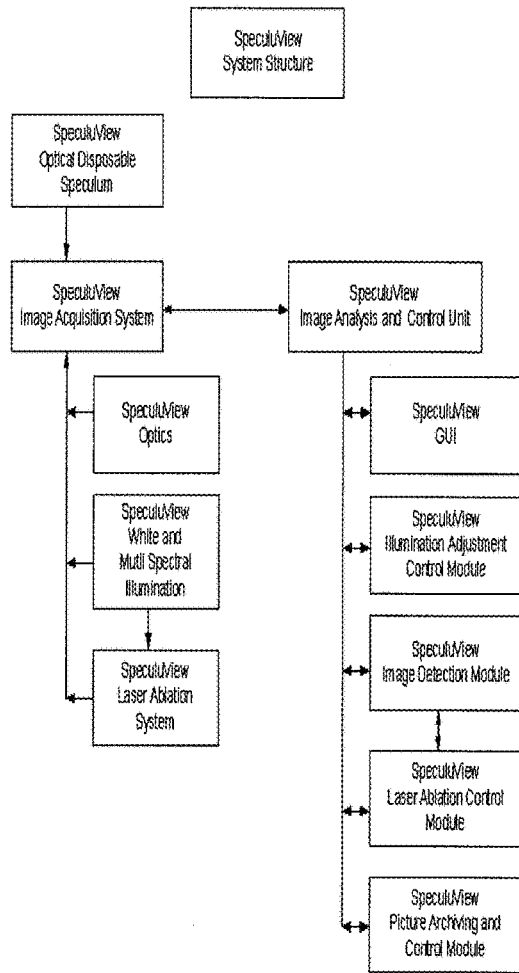 SpeculuView
System Structure
SpeculuView
Optical Disposable
Speculum
SpeculuView
Image Acquisition System
SpeculuView
Image Analysis and Control Unit
SpeculuView
Optics
SpeculuView
White and
Mutil Spectral
Illumination
SpeculuView
Laser Ablation
System
SpeculuView
GUI
SpeculuView
Illumination Adjustment
Control Module
SpeculuView
Image Detection Module
SpeculuView
Laser Ablation Control
Module
SpeculuView
Picture Archiving and
Control Module